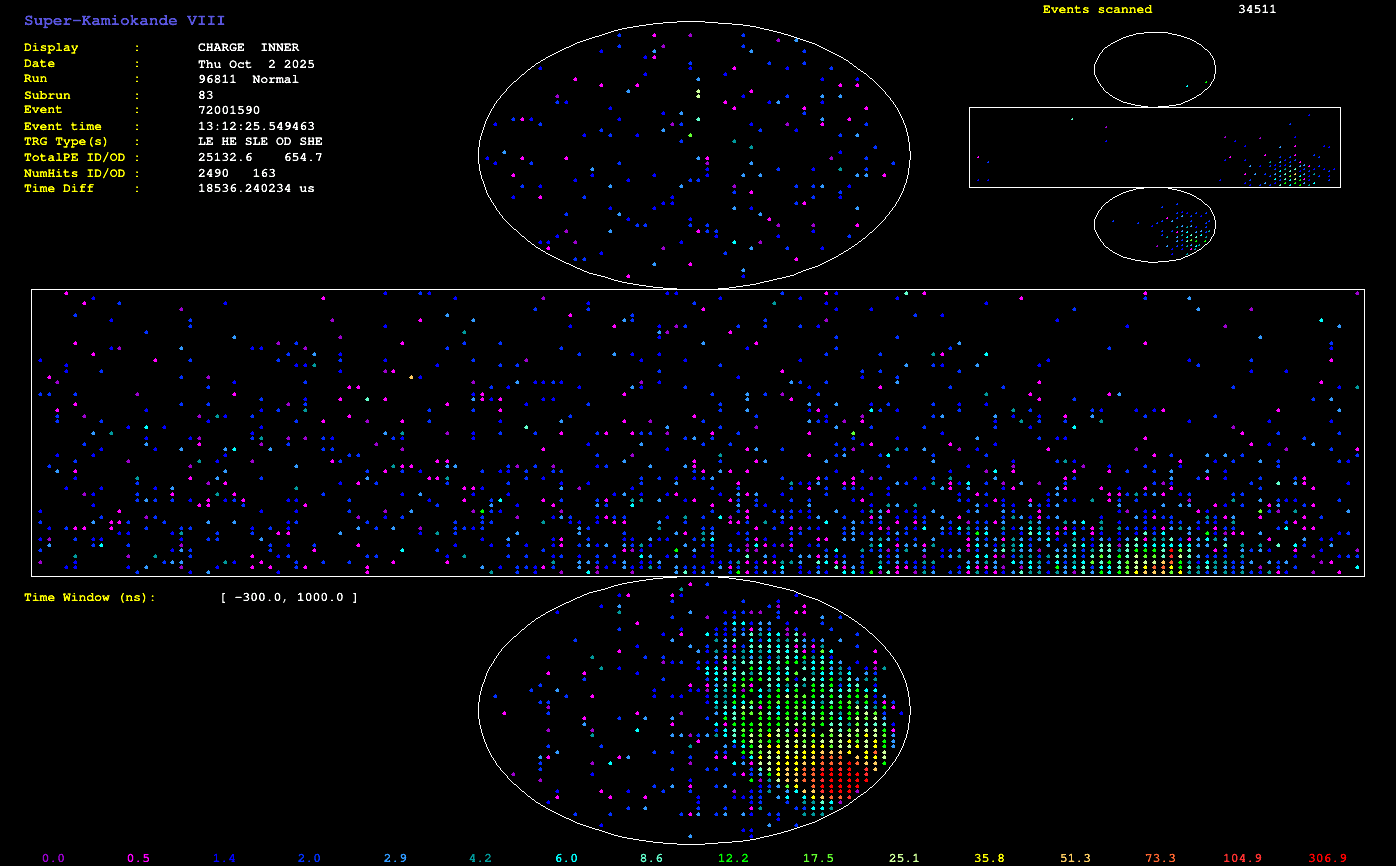 Super-Kamiokande VIII
Events scanned 34511
Display : CHARGE INNER
Date : Thu Oct 2 2025
Run : 96811 Normal
Subrun : 83
Event : 72001590
Event time : 13:12:25.549463
TRG Type(s) : LE HE SLE OD SHE
TotalPE ID/OD : 25132.6 654.7
NumHits ID/OD : 2490 163
Time Diff : 18536.240234 us
Time Window (ns): [ -300.0, 1000.0 ]
0.0 0.5 1.4 2.0 2.9 4.2 6.0 8.6 12.2 17.5 25.1 35.8 51.3 73.3 104.9 306.9